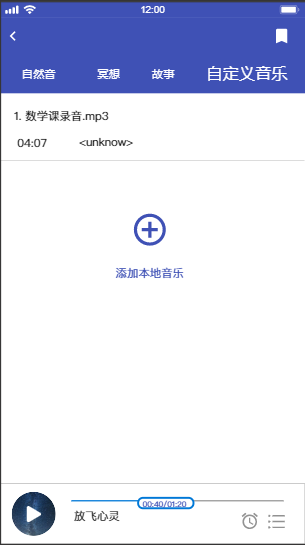 12:00
自然音 冥想 故事 自定义音乐
1. 数学课录音.mp3
04:07 <unknow>
添加本地音乐
00:40/01:20
放飞心灵